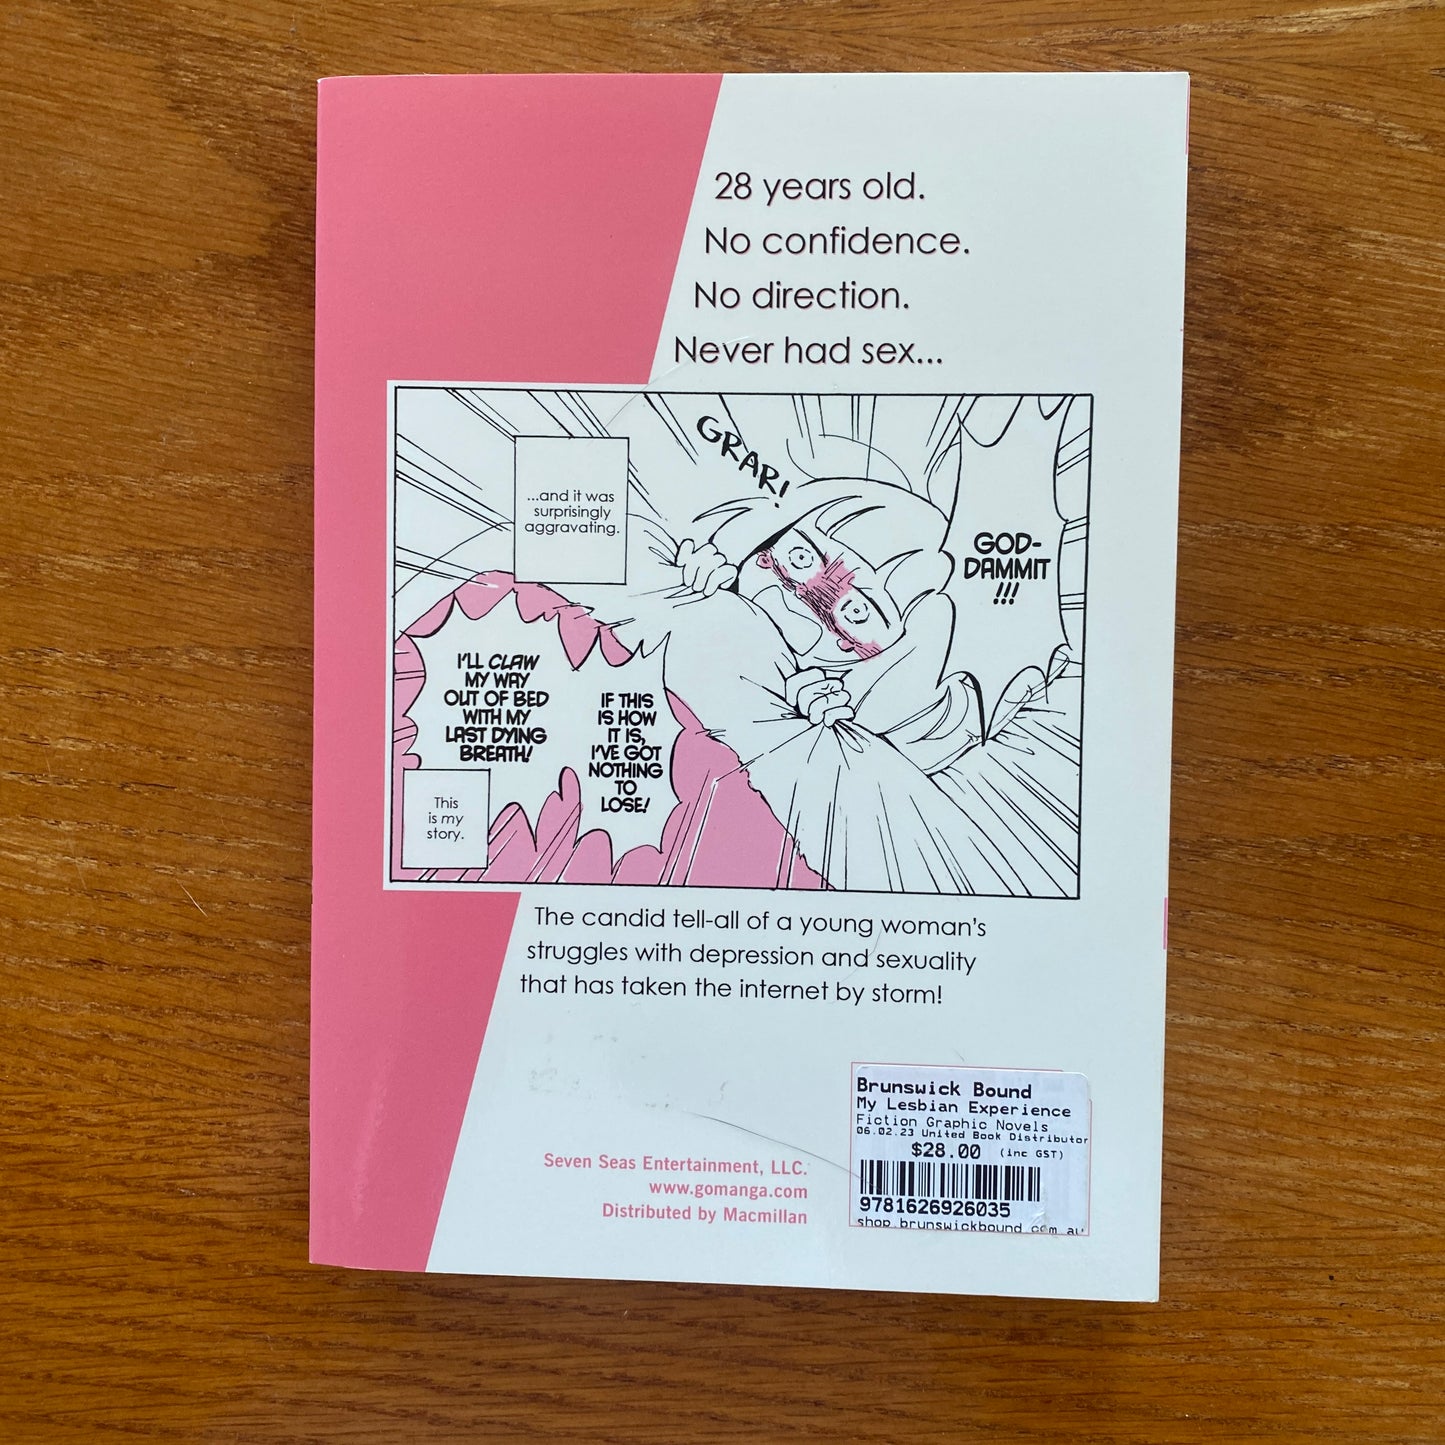 28 years old.
No confidence.
No direction.
Never had sex...
GRAR!
...and it was
surprisingly
aggravating.
GOD-
DAMMIT
!!!
I'LL CLAW
MY WAY
OUT OF BED
WITH MY
LAST DYING
BREATH!
IF THIS
IS HOW
IT IS,
I'VE GOT
NOTHING
TO
LOSE!
This
is my
story.
The candid tell-all of a young woman's
struggles with depression and sexuality
that has taken the internet by storm!
Seven Seas Entertainment, LLC.
www.gomanga.com
Distributed by Macmillan
Brunswick Bound
My Lesbian Experience
Fiction Graphic Novels
06.02.23 United Book Distributor
$28.00 (inc GST)
9781626926035
shop.brunswickbound.com.au